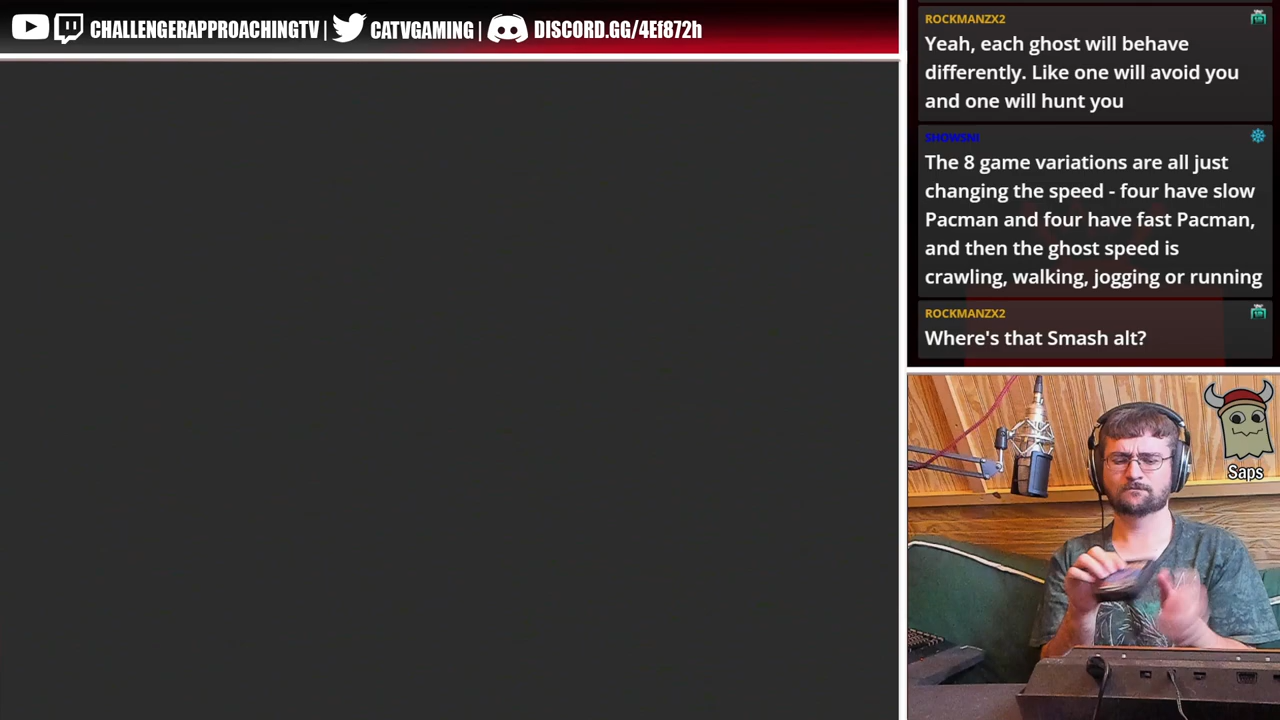 CHALLENGERAPPROACHINGTV | CATVGAMING | DISCORD.GG/4Ef872h
ROCKMANZX2
Yeah, each ghost will behave
differently. Like one will avoid you
and one will hunt you
SHOWSNI
The 8 game variations are all just
changing the speed - four have slow
Pacman and four have fast Pacman,
and then the ghost speed is
crawling, walking, jogging or running
ROCKMANZX2
Where's that Smash alt?
Saps